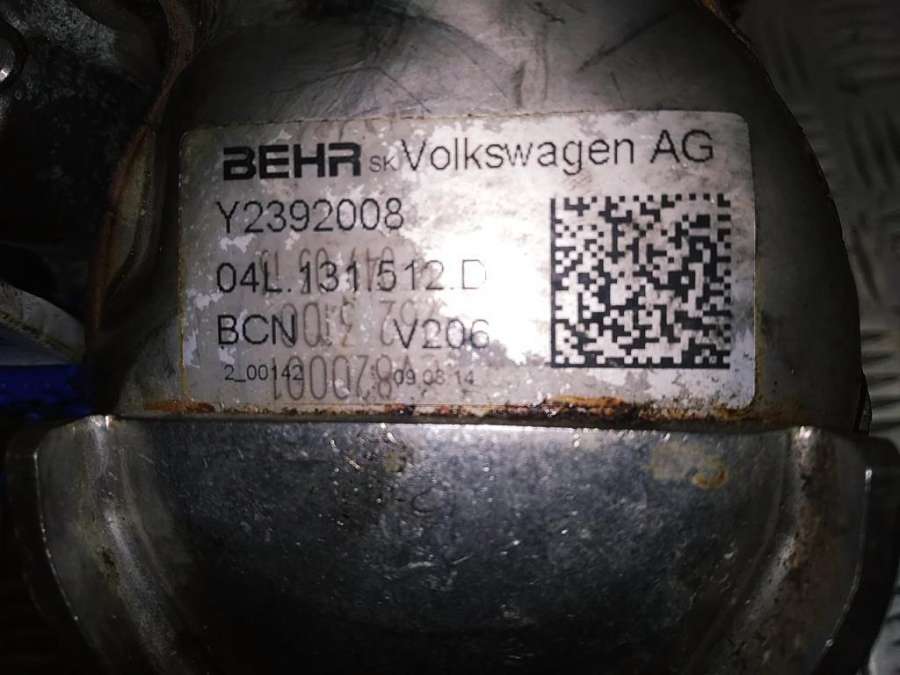 BEHR SK Volkswagen AG
Y2392008
04L.131.512.D
BCN V206
2_00142 09.08.14